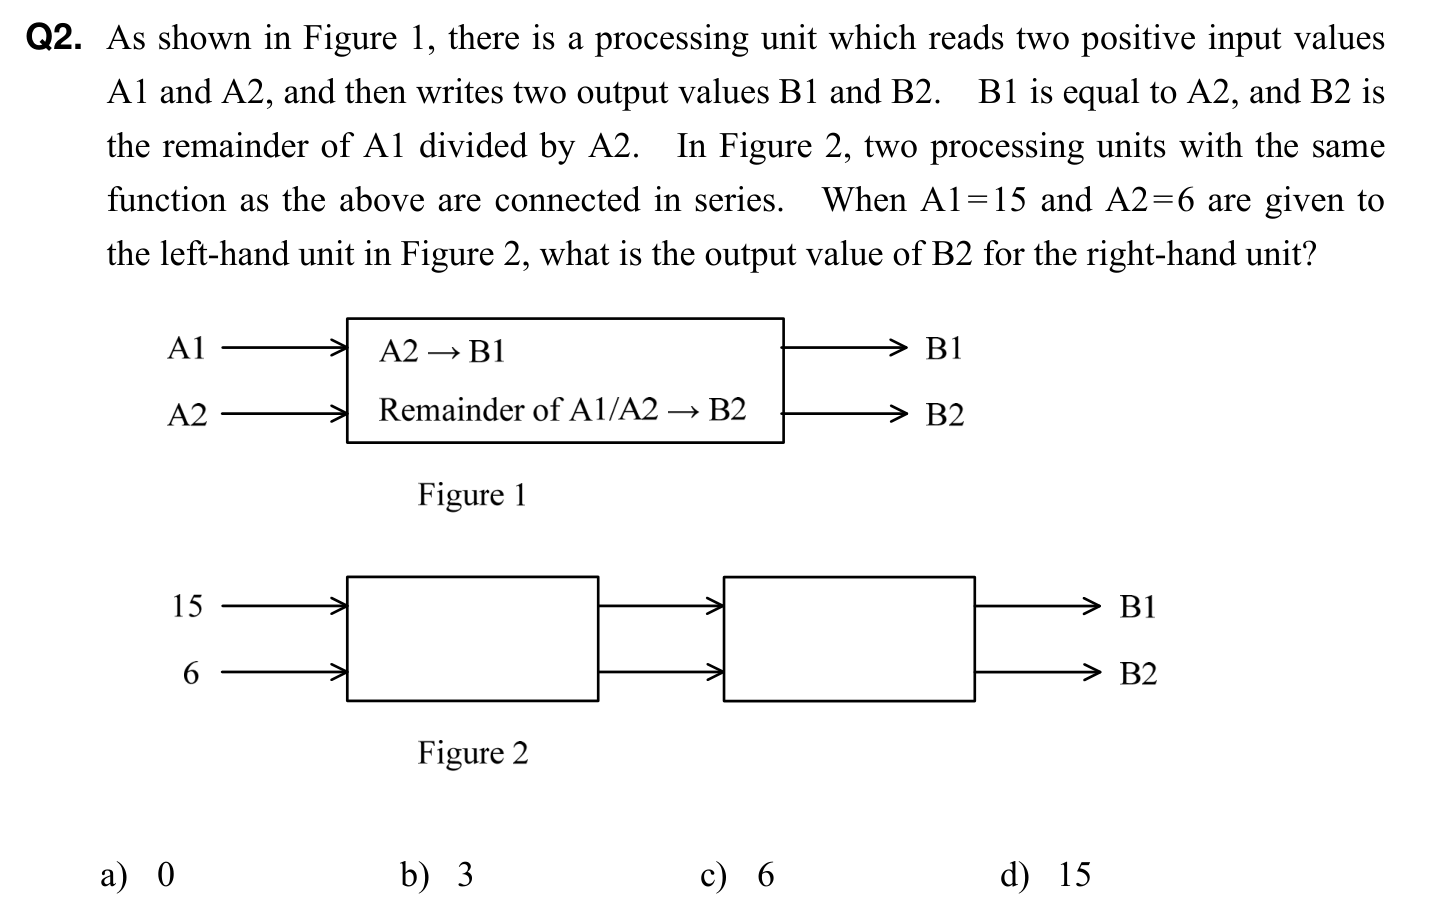 Q2. As shown in Figure 1, there is a processing unit which reads two positive input values
A1 and A2, and then writes two output values B1 and B2. B1 is equal to A2, and B2 is
the remainder of A1 divided by A2. In Figure 2, two processing units with the same
function as the above are connected in series. When A1=15 and A2=6 are given to
the left-hand unit in Figure 2, what is the output value of B2 for the right-hand unit?
A1 A2 → B1 B1
A2 Remainder of A1/A2 → B2 B2
Figure 1
15 B1
6 B2
Figure 2
a) 0 b) 3 c) 6 d) 15